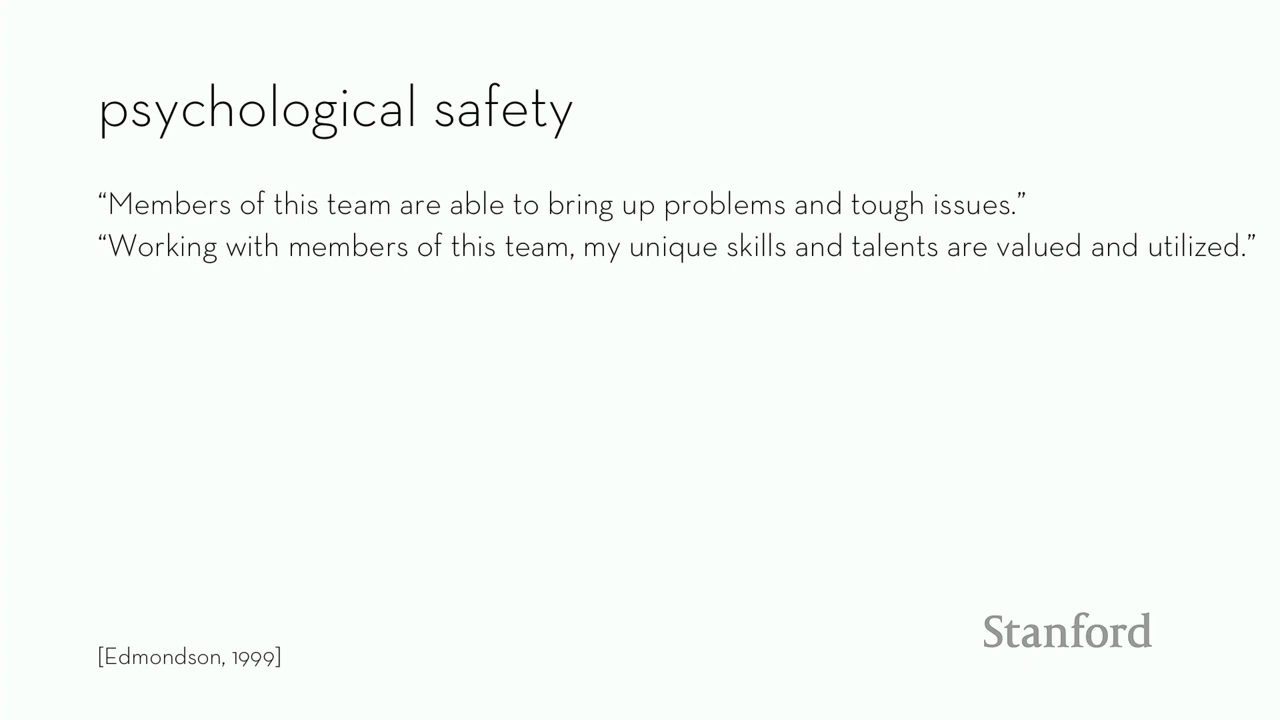 psychological safety
“Members of this team are able to bring up problems and tough issues.”
“Working with members of this team, my unique skills and talents are valued and utilized.”
Stanford
[Edmondson, 1999]